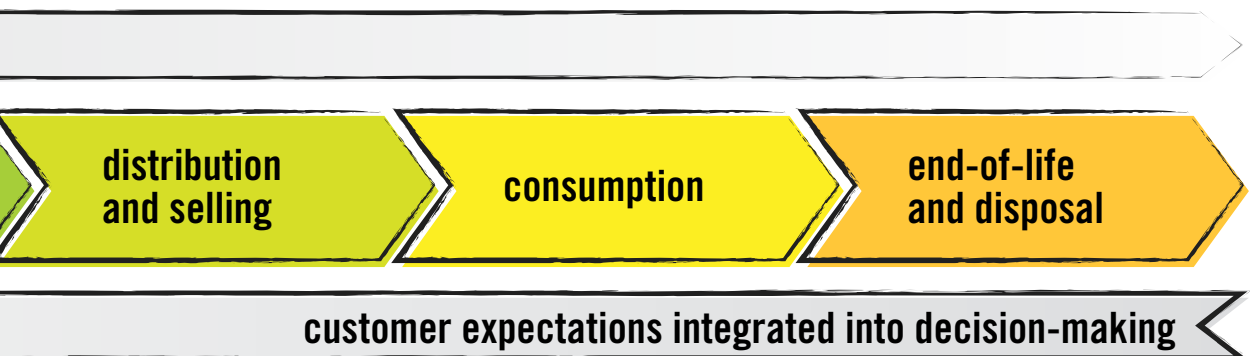 distribution
and selling
consumption
end-of-life
and disposal
customer expectations integrated into decision-making